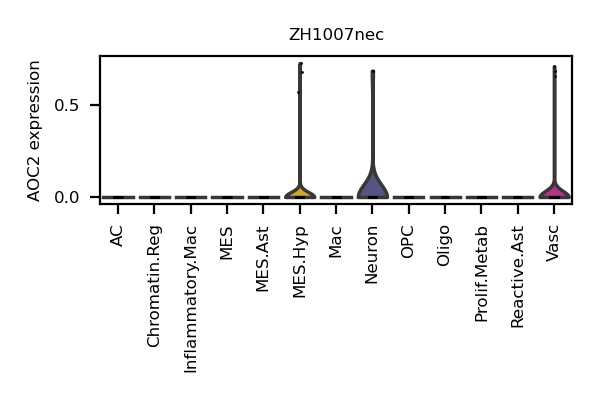 ZH1007nec
AOC2 expression
0.5
0.0
AC
Chromatin.Reg
Inflammatory.Mac
MES
MES.Ast
MES.Hyp
Mac
Neuron
OPC
Oligo
Prolif.Metab
Reactive.Ast
Vasc